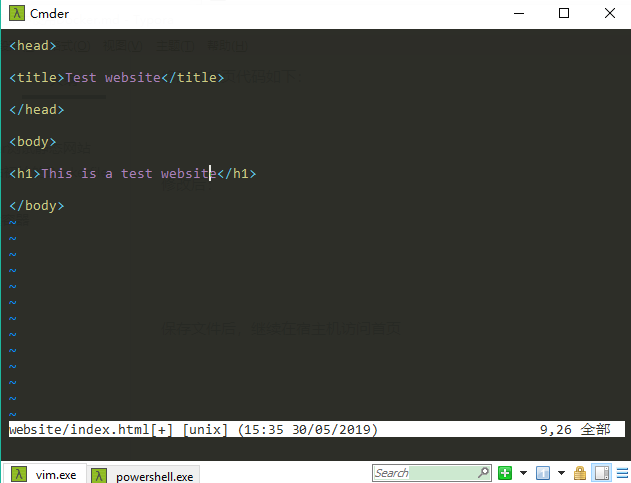 Cmder
<head>
<title>Test website</title>
</head>
<body>
<h1>This is a test website</h1>
</body>
~
~
~
~
~
~
~
~
~
~
~
~
~
website/index.html[+] [unix] (15:35 30/05/2019) 9,26 全部
vim.exe powershell.exe Search